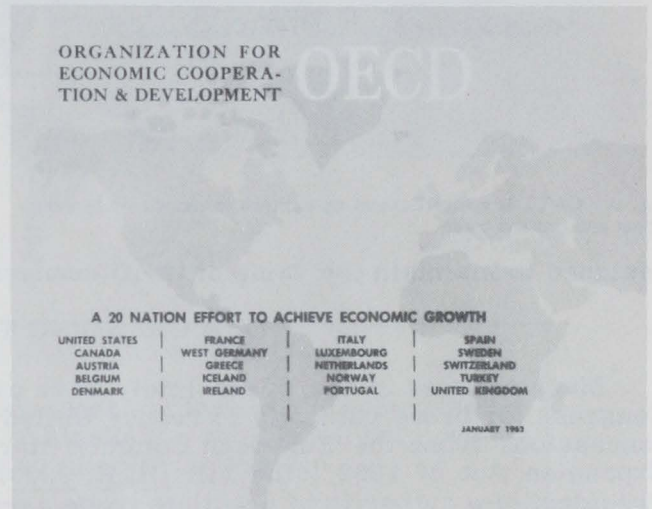 ORGANIZATION FOR
ECONOMIC COOPERA-
TION & DEVELOPMENT
OECD
A 20 NATION EFFORT TO ACHIEVE ECONOMIC GROWTH
UNITED STATES | FRANCE | ITALY | SPAIN
CANADA | WEST GERMANY | LUXEMBOURG | SWEDEN
AUSTRIA | GREECE | NETHERLANDS | SWITZERLAND
BELGIUM | ICELAND | NORWAY | TURKEY
DENMARK | IRELAND | PORTUGAL | UNITED KINGDOM
JANUARY 1963